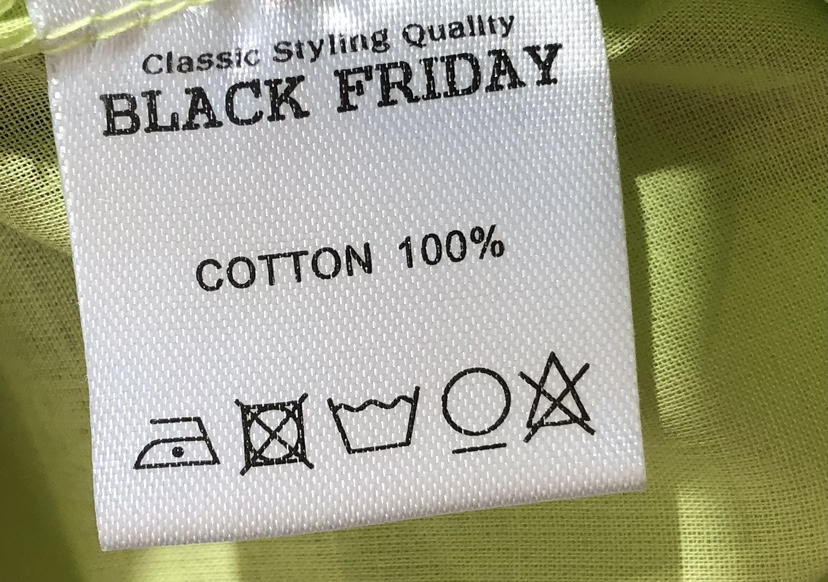 Classic Styling Quality
BLACK FRIDAY
COTTON 100%